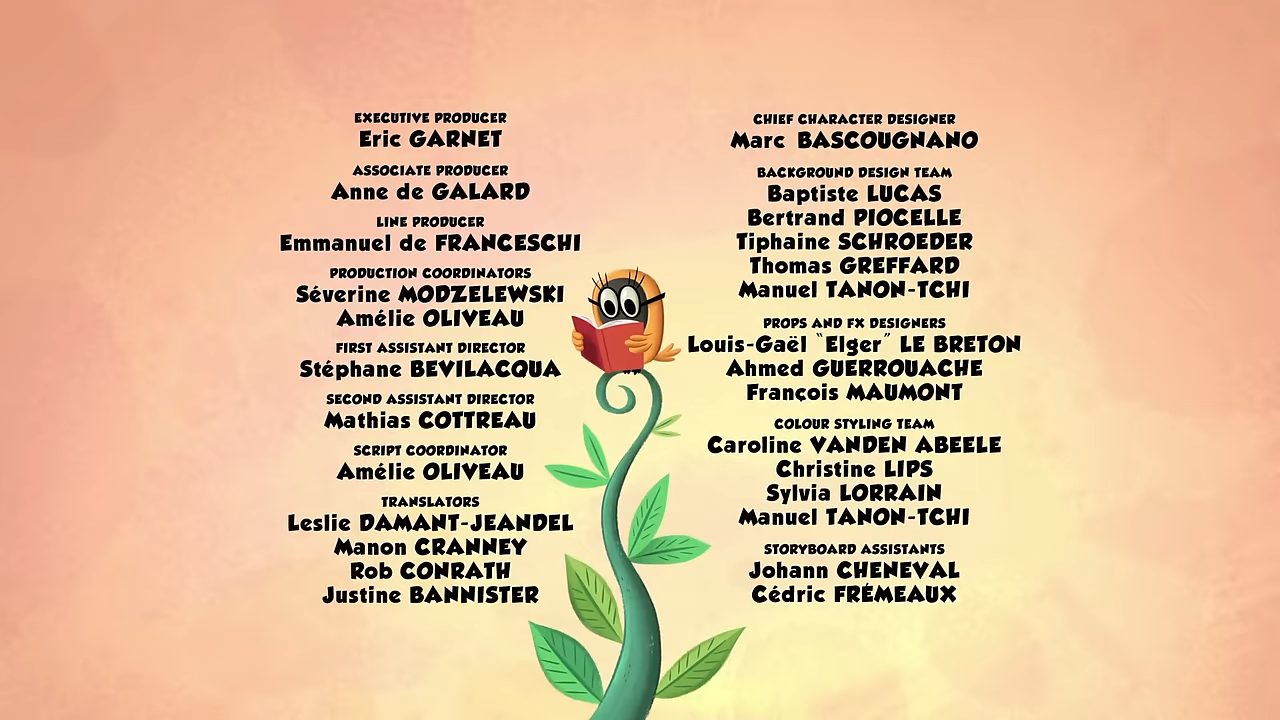 EXECUTIVE PRODUCER
Eric GARNET
ASSOCIATE PRODUCER
Anne de GALARD
LINE PRODUCER
Emmanuel de FRANCESCHI
PRODUCTION COORDINATORS
Séverine MODZELEWSKI
Amélie OLIVEAU
FIRST ASSISTANT DIRECTOR
Stéphane BEVILACQUA
SECOND ASSISTANT DIRECTOR
Mathias COTTREAU
SCRIPT COORDINATOR
Amélie OLIVEAU
TRANSLATORS
Leslie DAMANT-JEANDEL
Manon CRANNEY
Rob CONRATH
Justine BANNISTER
CHIEF CHARACTER DESIGNER
Marc BASCOUGNANO
BACKGROUND DESIGN TEAM
Baptiste LUCAS
Bertrand PIOCELLE
Tiphaine SCHROEDER
Thomas GREFFARD
Manuel TANON-TCHI
PROPS AND FX DESIGNERS
Louis-Gaël "Elger" LE BRETON
Ahmed GUERROUACHE
François MAUMONT
COLOUR STYLING TEAM
Caroline VANDEN ABEELE
Christine LIPS
Sylvia LORRAIN
Manuel TANON-TCHI
STORYBOARD ASSISTANTS
Johann CHENEVAL
Cédric FRÉMEAUX